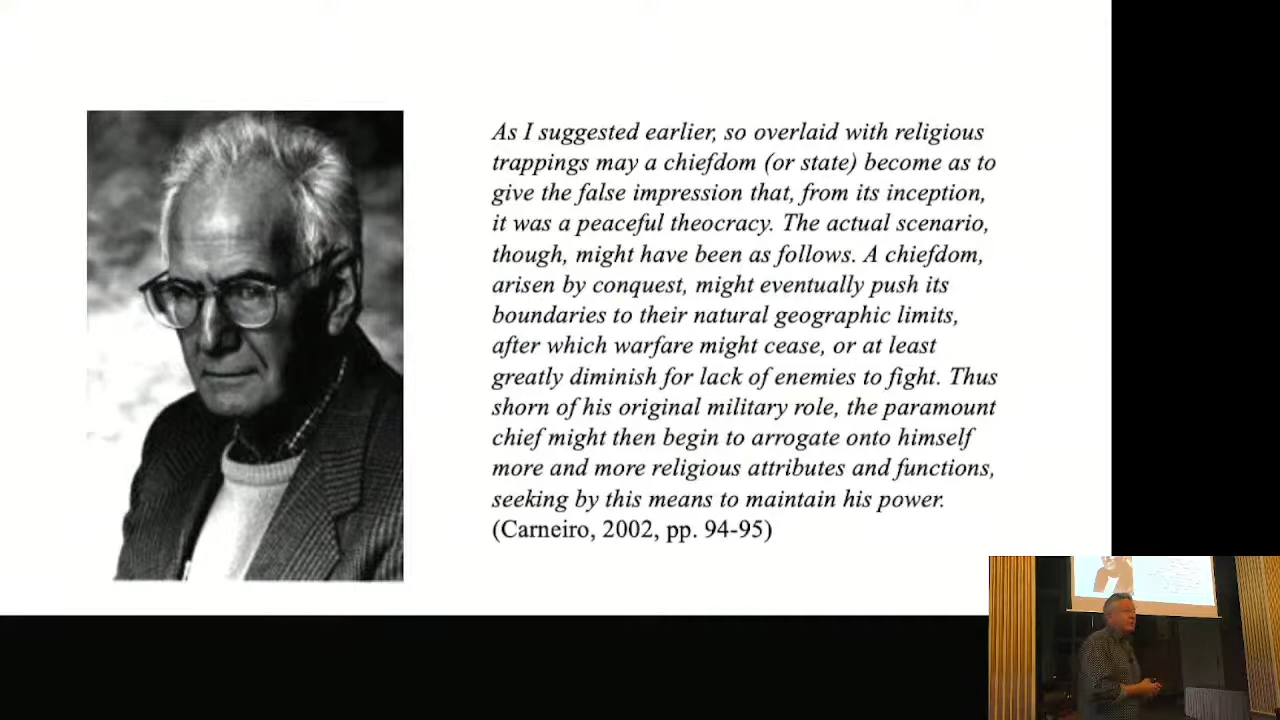 As I suggested earlier, so overlaid with religious
trappings may a chiefdom (or state) become as to
give the false impression that, from its inception,
it was a peaceful theocracy. The actual scenario,
though, might have been as follows. A chiefdom,
arisen by conquest, might eventually push its
boundaries to their natural geographic limits,
after which warfare might cease, or at least
greatly diminish for lack of enemies to fight. Thus
shorn of his original military role, the paramount
chief might then begin to arrogate onto himself
more and more religious attributes and functions,
seeking by this means to maintain his power.
(Carneiro, 2002, pp. 94-95)